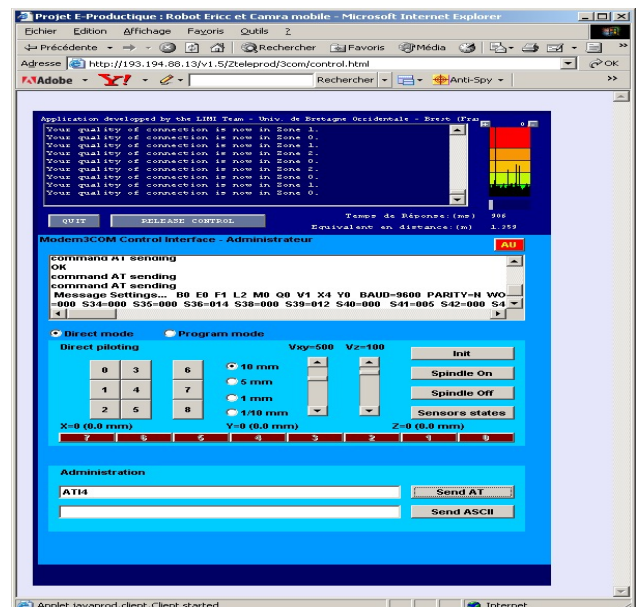 Projet E-Productique : Robot Ericc et Camra mobile - Microsoft Internet Explorer
Fichier Edition Affichage Favoris Outils ?
Précédente Rechercher Favoris Média
Adresse http://193.194.88.13/v1.5/Zteleprod/3com/control.html OK
Adobe Y! Rechercher Anti-Spy
Application developped by the LIMI Team - Univ. de Bretagne Occidentale - Brest (Fra
Your quality of connection is now in Zone 1.
Your quality of connection is now in Zone 0.
Your quality of connection is now in Zone 1.
Your quality of connection is now in Zone 2.
Your quality of connection is now in Zone 0.
Your quality of connection is now in Zone 2.
Your quality of connection is now in Zone 0.
Your quality of connection is now in Zone 1.
Your quality of connection is now in Zone 0.
0
QUIT RELEASE CONTROL
Temps de Réponse:(ms) 906
Equivalent en distance:(m) 1.359
Modem3COM Control Interface - Administrateur AU
command AT sending
OK
command AT sending
command AT sending
Message Settings... B0 E0 F1 L2 M0 Q0 V1 X4 Y0 BAUD=9600 PARITY=N WO
=000 S34=000 S35=000 S36=014 S38=000 S39=012 S40=000 S41=005 S42=000 S4
Direct mode Program mode
Direct piloting Vxy=500 Vz=100
Init
0 3 6 10 mm
Spindle On
1 4 7 5 mm
1 mm
Spindle Off
2 5 8 1/10 mm
Sensors states
X=0 (0.0 mm) Y=0 (0.0 mm) Z=0 (0.0 mm)
7 6 5 4 3 2 1 0
Administration
ATI4 Send AT
Send ASCII
Applet javaprod.client.Client started Internet